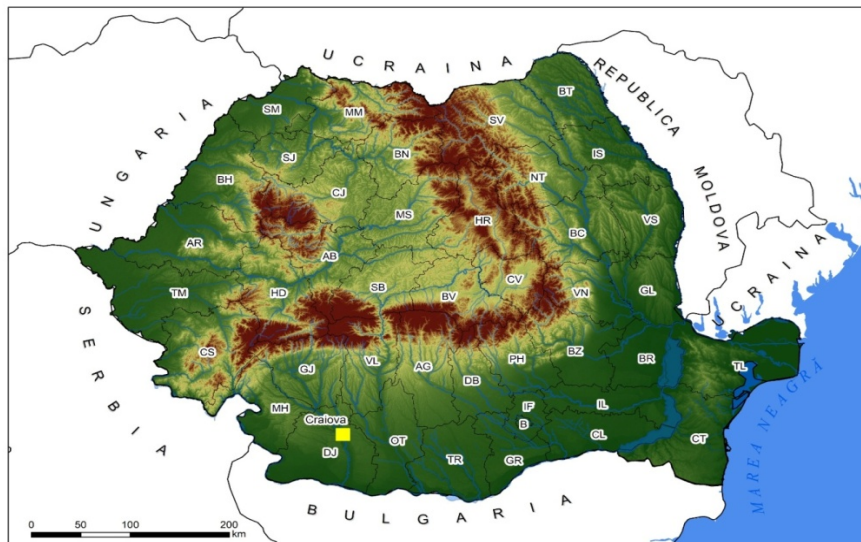 UCRAINA
REPUBLICA MOLDOVA
UNGARIA
SM
MM
SV
BT
SJ
BN
IS
BH
CJ
NT
MS
HR
BC
VS
AR
AB
UCRAINA
TM
HD
SB
BV
CV
VN
GL
SERBIA
CS
GJ
VL
AG
PH
BZ
BR
TL
DB
MH
Craiova
IF
IL
B
DJ
OT
TR
GR
CL
CT
MAREA NEAGRĂ
BULGARIA
0 50 100 200
km